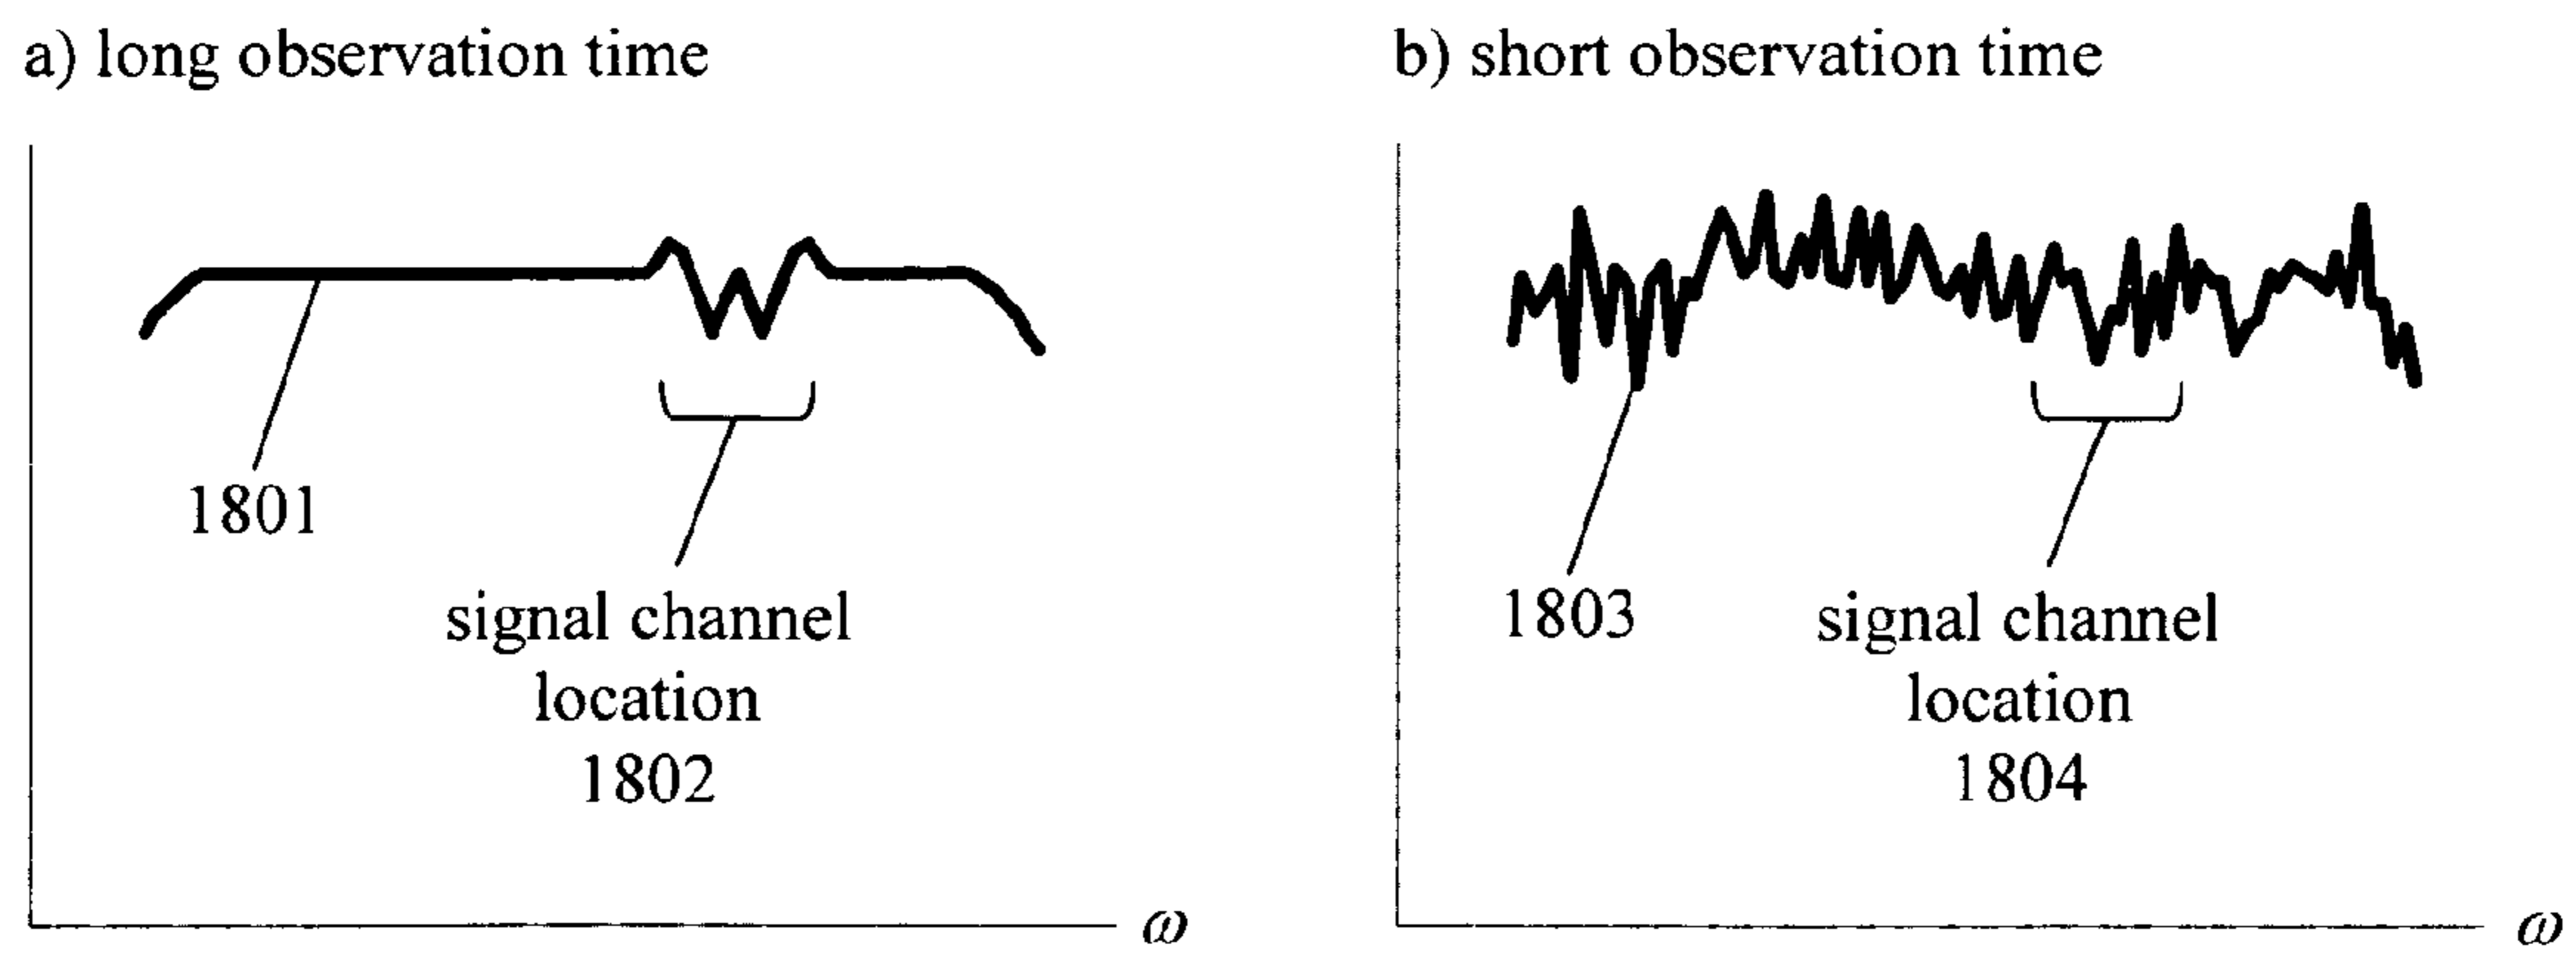 a) long observation time
1801
signal channel
location
1802
ω
b) short observation time
1803
signal channel
location
1804
ω